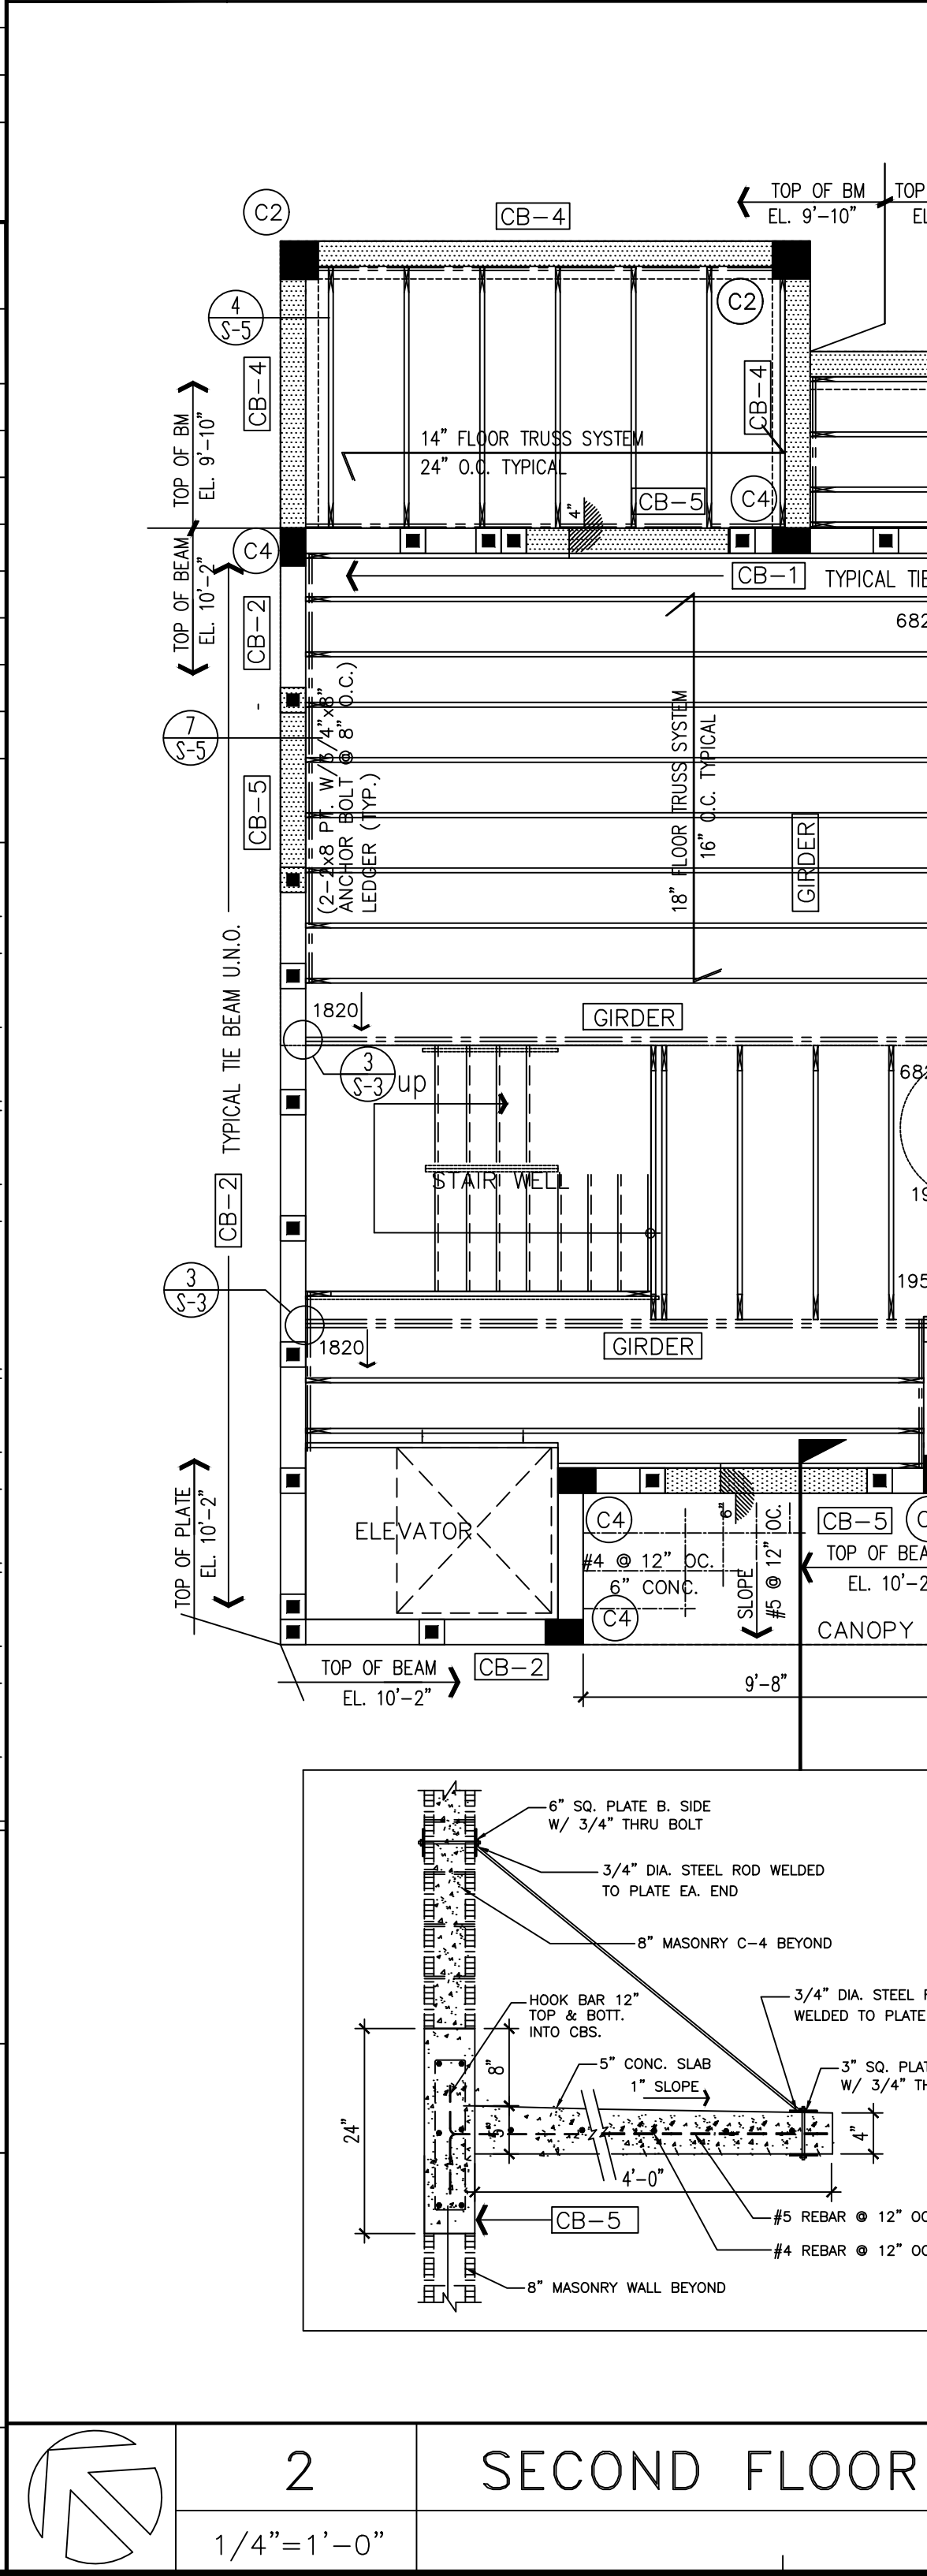 TOP OF BM
TOP
EL. 9'-10"
C2
CB-4
4
S-5
C2
CB-4
CB-4
TOP OF BM
EL. 9'-10"
14" FLOOR TRUSS SYSTEM
24" O.C. TYPICAL
CB-5
C4
4"
C4
TOP OF BEAM
EL. 10'-2"
CB-1
TYPICAL
CB-2
682
7
S-5
CB-5
(2-2x8 PT. W/3/4"x8"
ANCHOR BOLT @ 8" O.C.)
LEDGER (TYP.)
18" FLOOR TRUSS SYSTEM
16" O.C. TYPICAL
GIRDER
TYPICAL TIE BEAM U.N.O.
1820
GIRDER
3
S-3
up
682
STAIR WELL
CB-2
19
3
S-3
195
1820
GIRDER
TOP OF PLATE
EL. 10'-2"
ELEVATOR
C4
6"
#4 @ 12" OC.
6" CONC.
C4
SLOPE
#5 @ 12" OC.
CB-5
TOP OF
EL. 10'-2
CANOPY
TOP OF BEAM
EL. 10'-2"
CB-2
9'-8"
6" SQ. PLATE B. SIDE
W/ 3/4" THRU BOLT
3/4" DIA. STEEL ROD WELDED
TO PLATE EA. END
8" MASONRY C-4 BEYOND
HOOK BAR 12"
TOP & BOTT.
INTO CBS.
3/4" DIA. STEEL
WELDED TO PLATE
8"
5" CONC. SLAB
1" SLOPE
3" SQ.
W/ 3/4"
24"
5"
4"
4'-0"
CB-5
#5 REBAR @ 12"
#4 REBAR @ 12"
8" MASONRY WALL BEYOND
2
SECOND FLOOR
1/4"=1'-0"